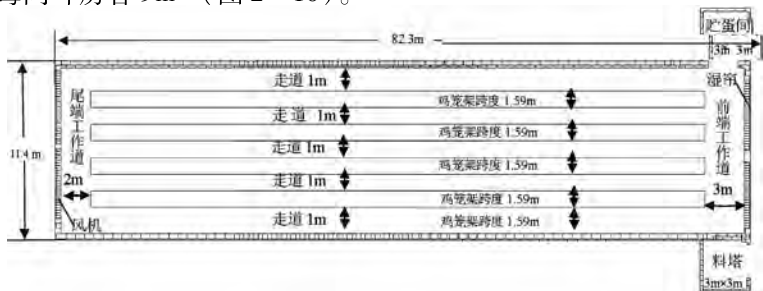 贮蛋间
82.3m
3m 3m
走道 1m
湿帘
鸡笼架跨度 1.59m
尾端工作道
走道 1m
前端工作道
鸡笼架跨度 1.59m
走道 1m
11.4m
鸡笼架跨度 1.59m
走道 1m
2m
3m
鸡笼架跨度 1.59m
风机
走道 1m
鸡笼架跨度 1.59m
料塔
3m×3m